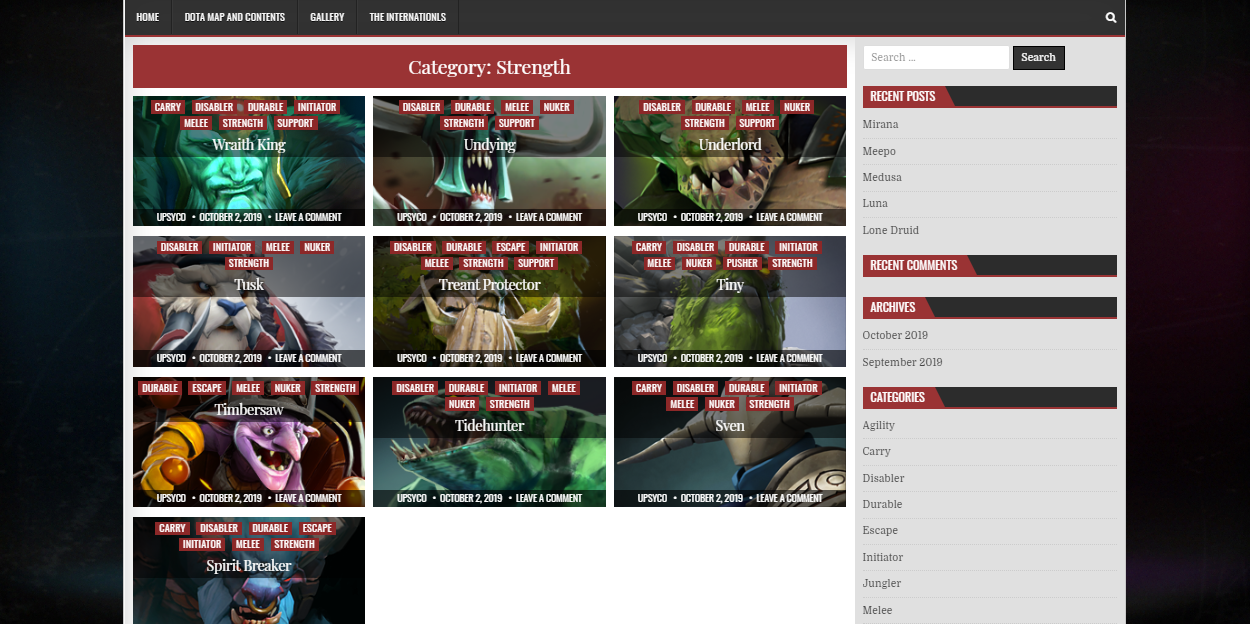 HOME DOTA MAP AND CONTENTS GALLERY THE INTERNATIONLS
Category: Strength
CARRY DISABLER DURABLE INITIATOR
MELEE STRENGTH SUPPORT
Wraith King
UPSYCO • OCTOBER 2, 2019 • LEAVE A COMMENT
DISABLER DURABLE MELEE NUKER
STRENGTH SUPPORT
Undying
UPSYCO • OCTOBER 2, 2019 • LEAVE A COMMENT
DISABLER DURABLE MELEE NUKER
STRENGTH SUPPORT
Underlord
UPSYCO • OCTOBER 2, 2019 • LEAVE A COMMENT
DISABLER INITIATOR MELEE NUKER
STRENGTH
Tusk
UPSYCO • OCTOBER 2, 2019 • LEAVE A COMMENT
DISABLER DURABLE ESCAPE INITIATOR
MELEE STRENGTH SUPPORT
Treant Protector
UPSYCO • OCTOBER 2, 2019 • LEAVE A COMMENT
CARRY DISABLER DURABLE INITIATOR
MELEE NUKER PUSHER STRENGTH
Tiny
UPSYCO • OCTOBER 2, 2019 • LEAVE A COMMENT
DURABLE ESCAPE MELEE NUKER STRENGTH
Timbersaw
UPSYCO • OCTOBER 2, 2019 • LEAVE A COMMENT
DISABLER DURABLE INITIATOR MELEE
NUKER STRENGTH
Tidehunter
UPSYCO • OCTOBER 2, 2019 • LEAVE A COMMENT
CARRY DISABLER DURABLE INITIATOR
MELEE NUKER STRENGTH
Sven
UPSYCO • OCTOBER 2, 2019 • LEAVE A COMMENT
CARRY DISABLER DURABLE ESCAPE
INITIATOR MELEE STRENGTH
Spirit Breaker
Search ... Search
RECENT POSTS
Mirana
Meepo
Medusa
Luna
Lone Druid
RECENT COMMENTS
ARCHIVES
October 2019
September 2019
CATEGORIES
Agility
Carry
Disabler
Durable
Escape
Initiator
Jungler
Melee